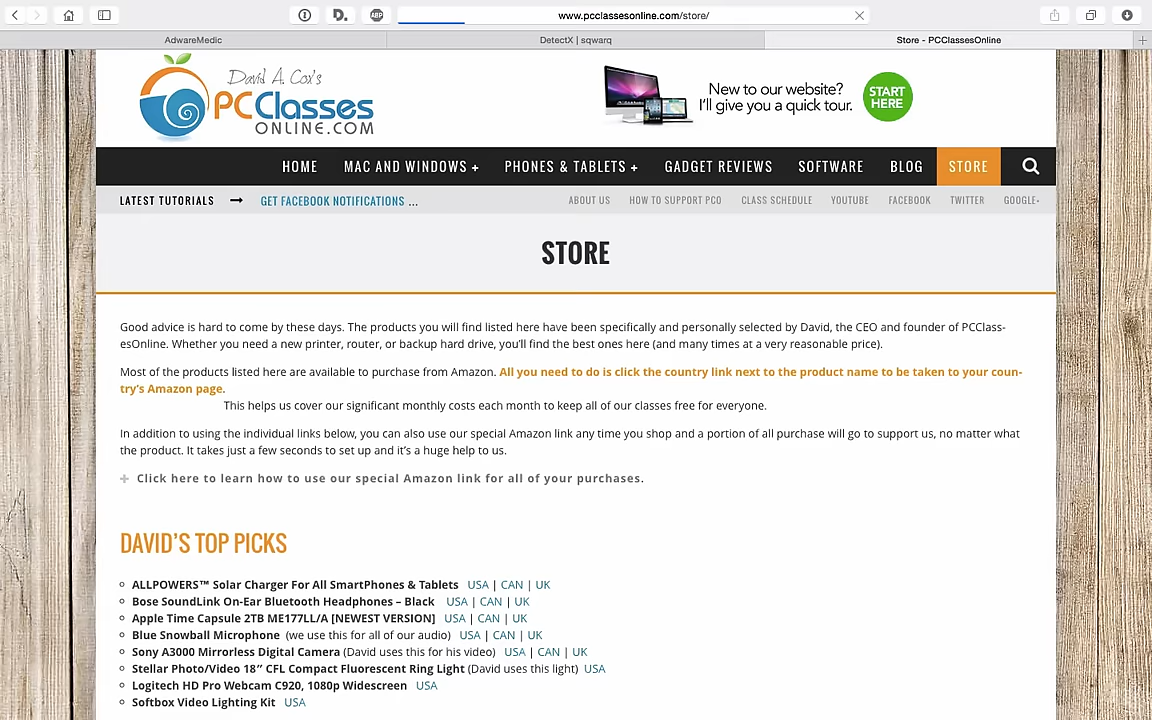 www.pcclassesonline.com/store/
AdwareMedic
DetectX | sqwarq
Store - PCClassesOnline
David A. Cox's
PCClasses
ONLINE.COM
New to our website?
I'll give you a quick tour.
START
HERE
HOME MAC AND WINDOWS + PHONES & TABLETS + GADGET REVIEWS SOFTWARE BLOG STORE
LATEST TUTORIALS GET FACEBOOK NOTIFICATIONS ... ABOUT US HOW TO SUPPORT PCO CLASS SCHEDULE YOUTUBE FACEBOOK TWITTER GOOGLE+
STORE
Good advice is hard to come by these days. The products you will find listed here have been specifically and personally selected by David, the CEO and founder of PCClass-
esOnline. Whether you need a new printer, router, or backup hard drive, you'll find the best ones here (and many times at a very reasonable price).
Most of the products listed here are available to purchase from Amazon. All you need to do is click the country link next to the product name to be taken to your coun-
try's Amazon page.
This helps us cover our significant monthly costs each month to keep all of our classes free for everyone.
In addition to using the individual links below, you can also use our special Amazon link any time you shop and a portion of all purchase will go to support us, no matter what
the product. It takes just a few seconds to set up and it's a huge help to us.
+ Click here to learn how to use our special Amazon link for all of your purchases.
DAVID'S TOP PICKS
ALLPOWERS™ Solar Charger For All SmartPhones & Tablets USA | CAN | UK
Bose SoundLink On-Ear Bluetooth Headphones – Black USA | CAN | UK
Apple Time Capsule 2TB ME177LL/A [NEWEST VERSION] USA | CAN | UK
Blue Snowball Microphone (we use this for all of our audio) USA | CAN | UK
Sony A3000 Mirrorless Digital Camera (David uses this for his video) USA | CAN | UK
Stellar Photo/Video 18″ CFL Compact Fluorescent Ring Light (David uses this light) USA
Logitech HD Pro Webcam C920, 1080p Widescreen USA
Softbox Video Lighting Kit USA
D.
ABP